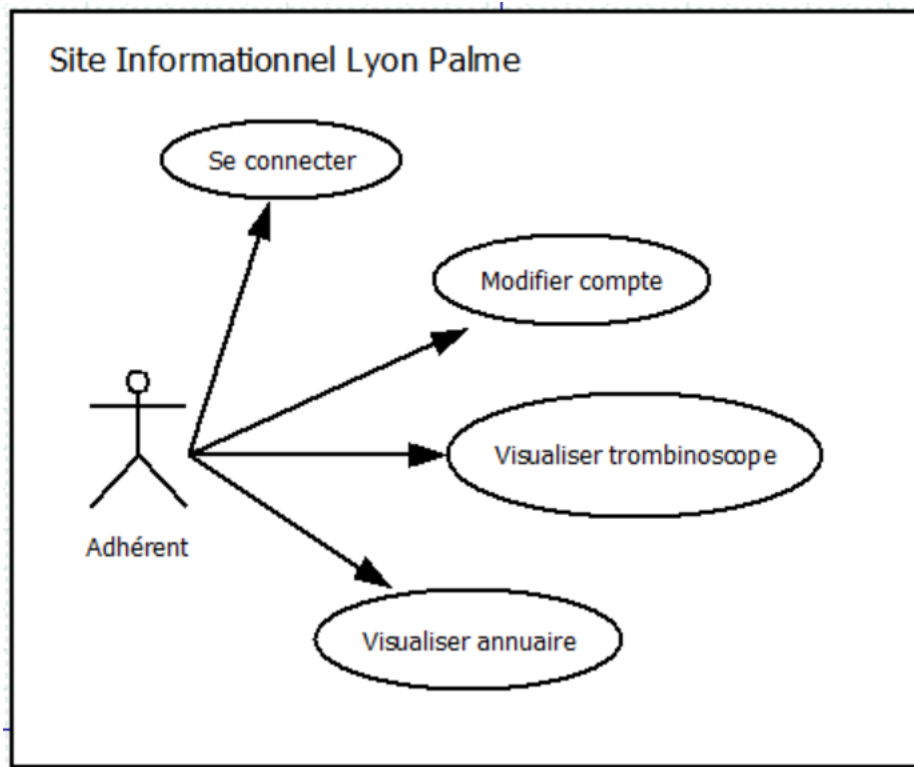 Site Informationnel Lyon Palme
Se connecter
Modifier compte
Visualiser trombinoscope
Adhérent
Visualiser annuaire